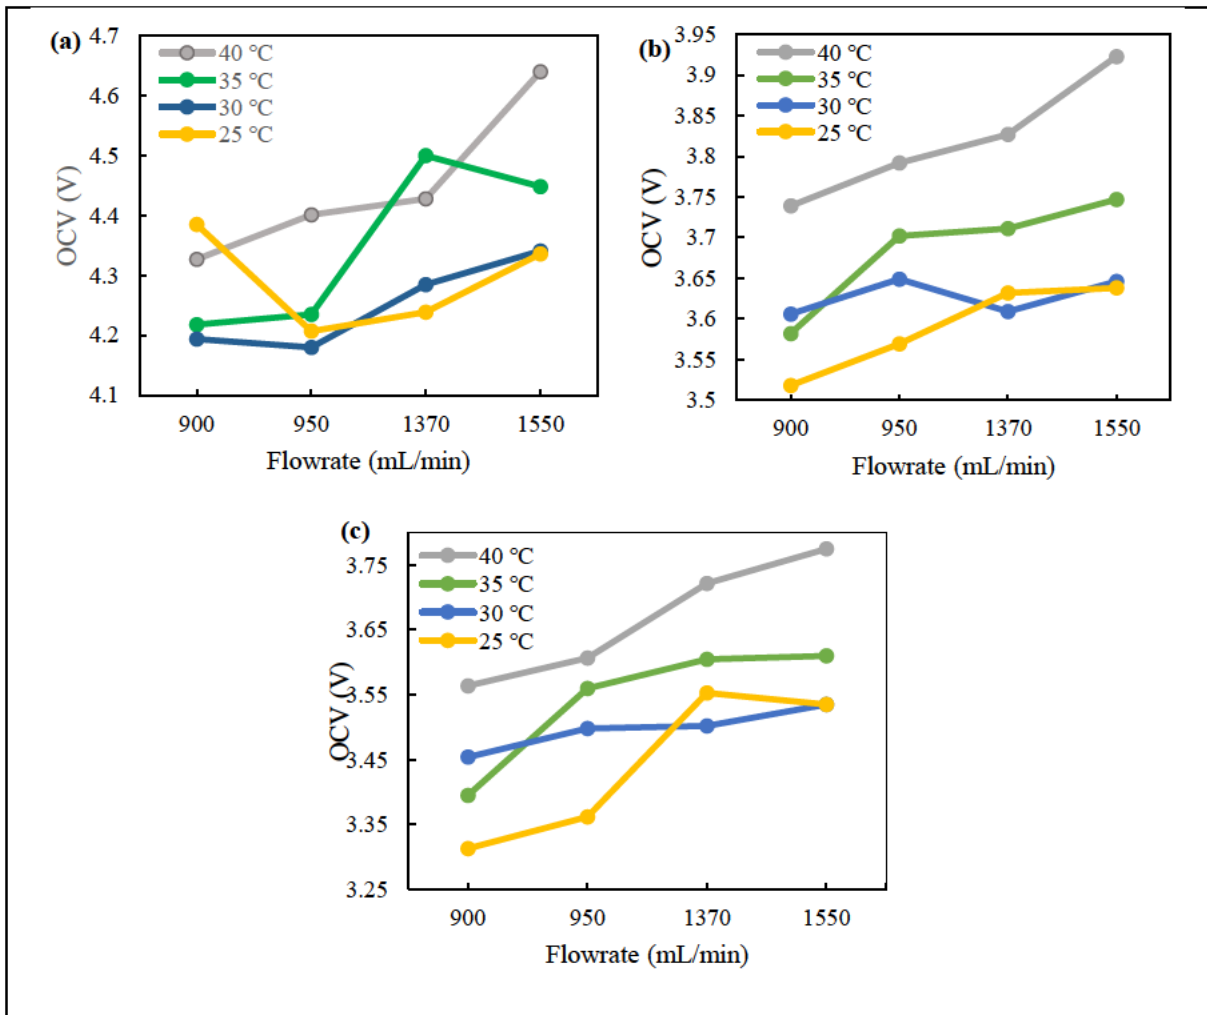 (a)
40 °C
35 °C
30 °C
25 °C
4.7
4.6
4.5
4.4
4.3
4.2
4.1
OCV (V)
900 950 1370 1550
Flowrate (mL/min)
(b)
40 °C
35 °C
30 °C
25 °C
3.95
3.9
3.85
3.8
3.75
3.7
3.65
3.6
3.55
3.5
OCV (V)
900 950 1370 1550
Flowrate (mL/min)
(c)
40 °C
35 °C
30 °C
25 °C
3.75
3.65
3.55
3.45
3.35
3.25
OCV (V)
900 950 1370 1550
Flowrate (mL/min)